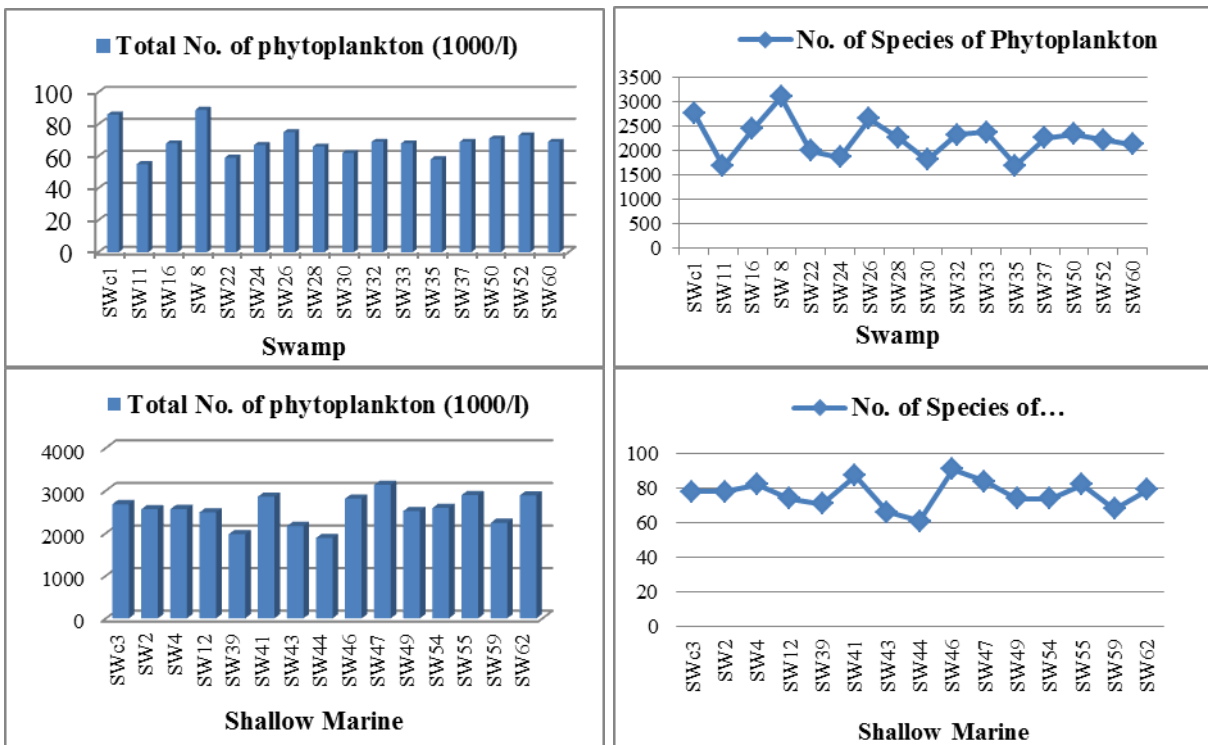 Total No. of phytoplankton (1000/l)
100
80
60
40
20
0
SWc1 SW11 SW16 SW 8 SW22 SW24 SW26 SW28 SW30 SW32 SW33 SW35 SW37 SW50 SW52 SW60
Swamp
No. of Species of Phytoplankton
3500
3000
2500
2000
1500
1000
500
0
SWc1 SW11 SW16 SW 8 SW22 SW24 SW26 SW28 SW30 SW32 SW33 SW35 SW37 SW50 SW52 SW60
Swamp
Total No. of phytoplankton (1000/l)
4000
3000
2000
1000
0
SWc3 SW2 SW4 SW12 SW39 SW41 SW43 SW44 SW46 SW47 SW49 SW54 SW55 SW59 SW62
Shallow Marine
No. of Species of…
100
80
60
40
20
0
SWc3 SW2 SW4 SW12 SW39 SW41 SW43 SW44 SW46 SW47 SW49 SW54 SW55 SW59 SW62
Shallow Marine